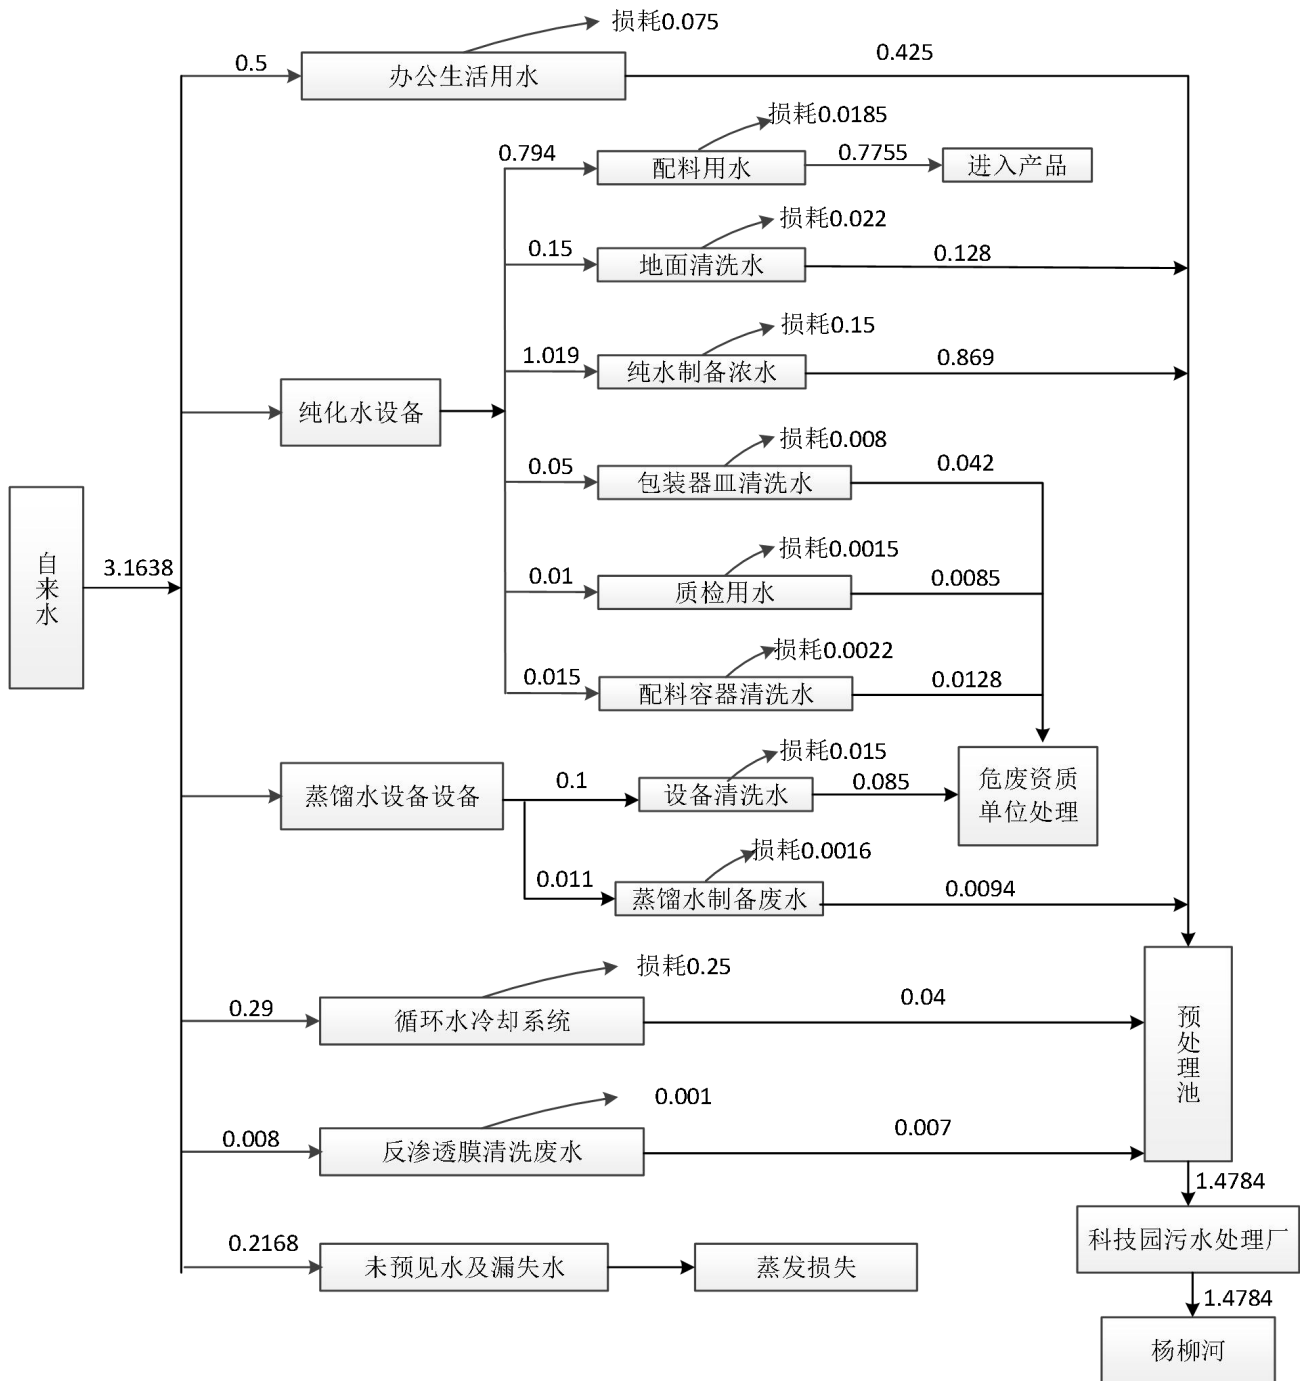 损耗0.075
0.5
办公生活用水
0.425
损耗0.0185
0.794
配料用水
0.7755
进入产品
损耗0.022
0.15
地面清洗水
0.128
损耗0.15
1.019
纯水制备浓水
0.869
纯化水设备
损耗0.008
0.05
包装器皿清洗水
0.042
自来水
3.1638
损耗0.0015
0.01
质检用水
0.0085
损耗0.0022
0.015
配料容器清洗水
0.0128
蒸馏水设备设备
损耗0.015
0.1
设备清洗水
0.085
危废资质
单位处理
损耗0.0016
0.011
蒸馏水制备废水
0.0094
损耗0.25
0.29
循环水冷却系统
0.04
预处理池
0.001
0.008
反渗透膜清洗废水
0.007
1.4784
0.2168
未预见水及漏失水
蒸发损失
科技园污水处理厂
1.4784
杨柳河